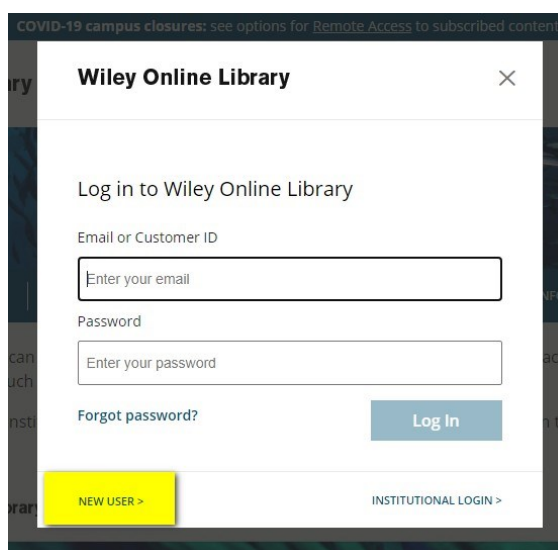 COVID-19 campus closures: see options for Remote Access to subscribed content
Wiley Online Library
Log in to Wiley Online Library
Email or Customer ID
Enter your email
Password
Enter your password
Forgot password?
Log In
NEW USER >
INSTITUTIONAL LOGIN >